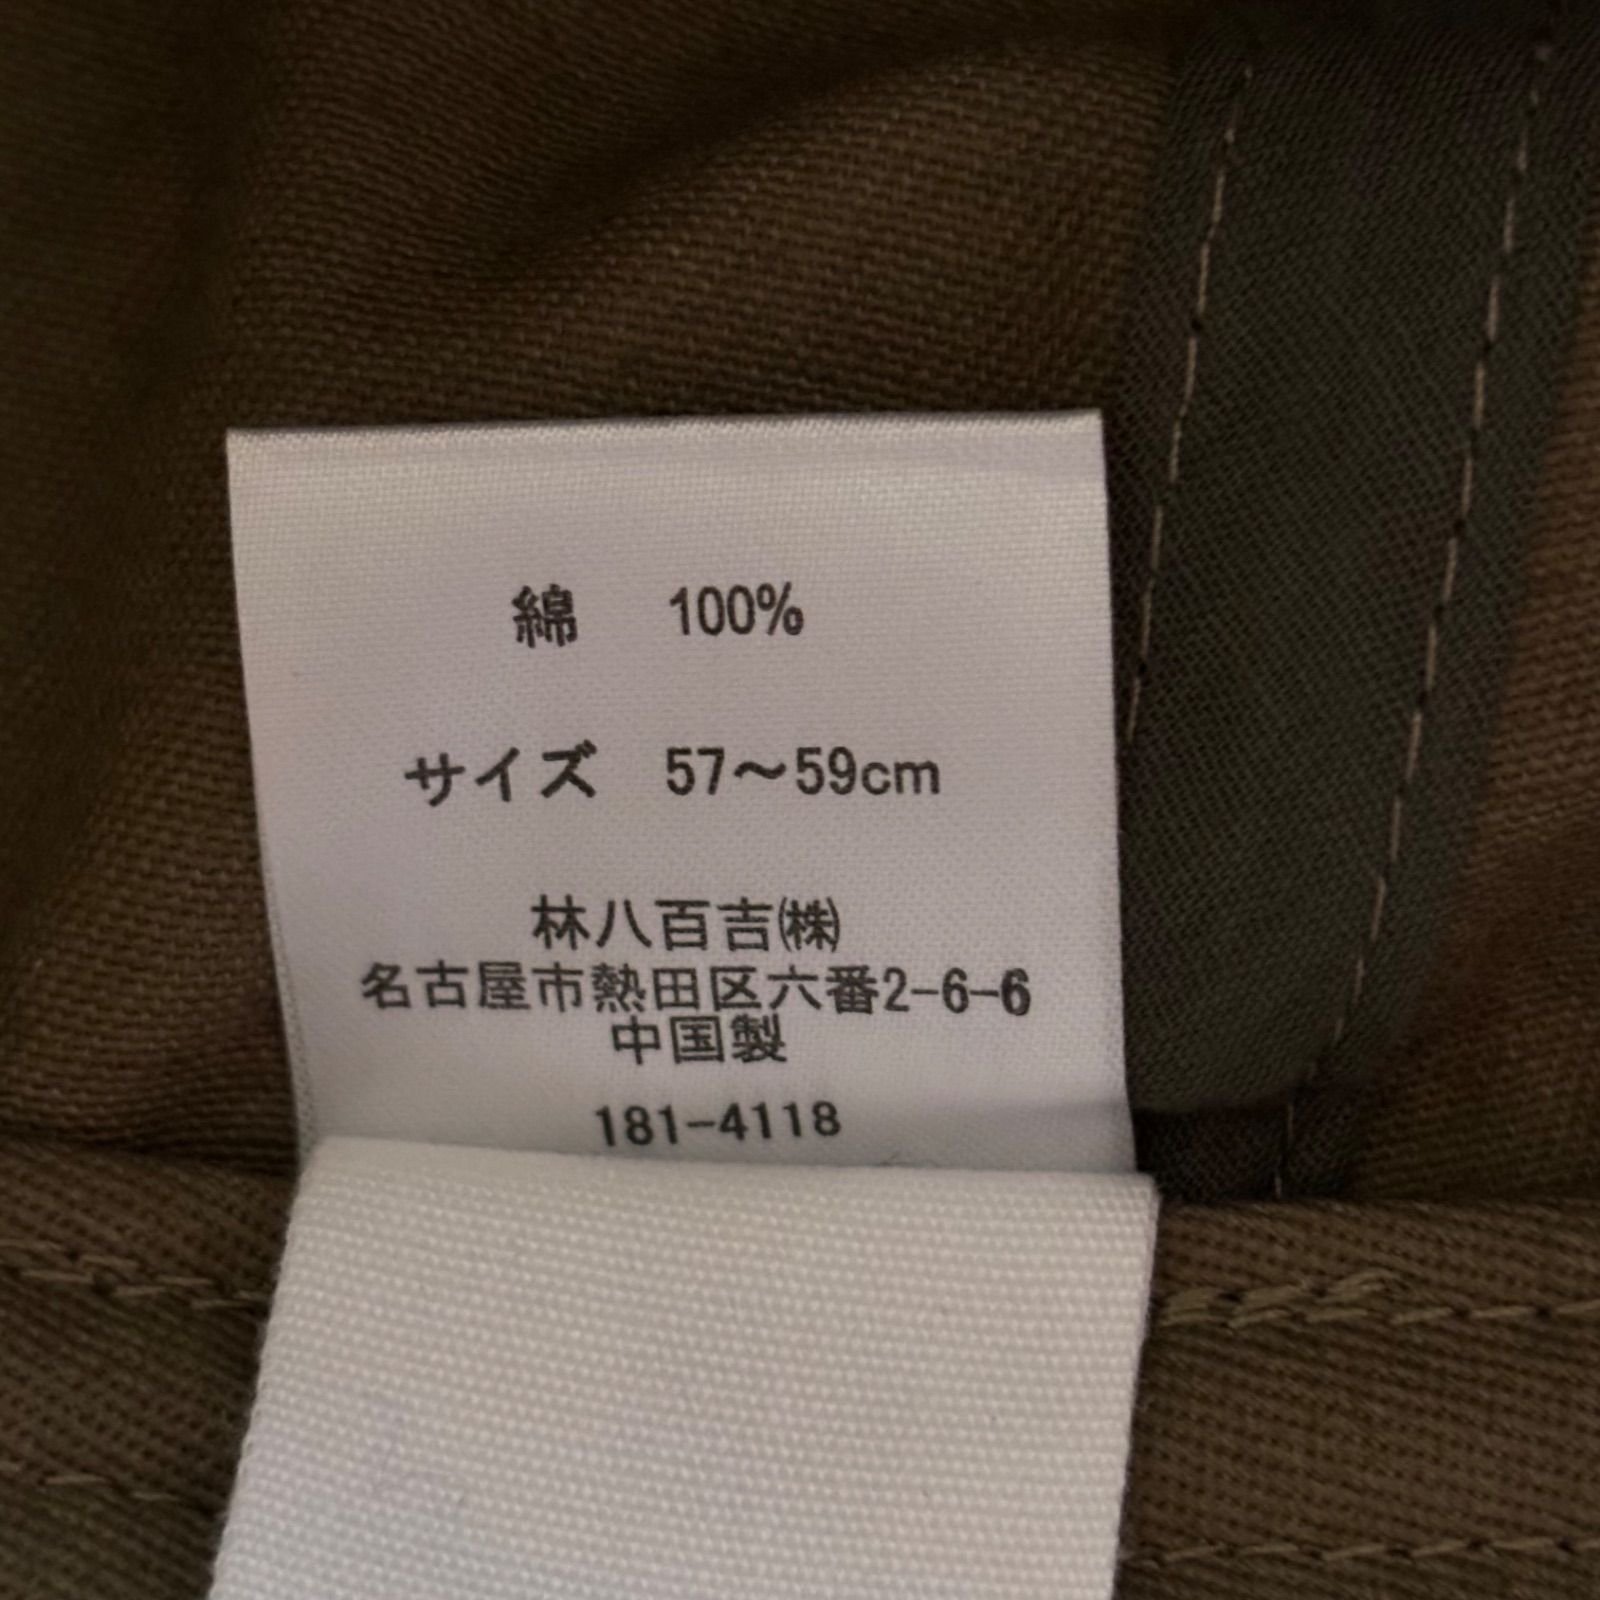 綿　100%
サイズ　57～59cm
林八百吉㈱
名古屋市熱田区六番2-6-6
中国製
181-4118